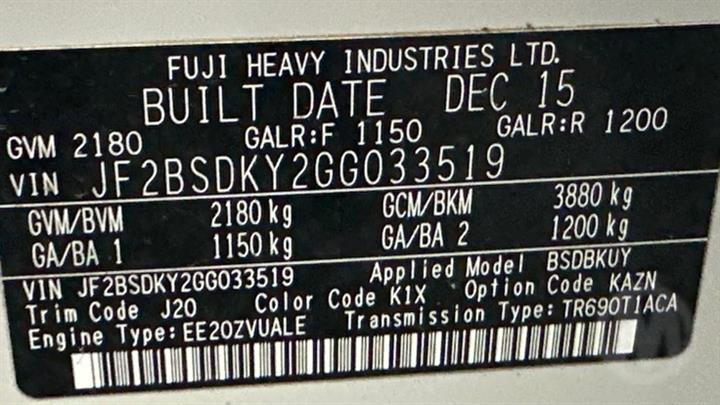 FUJI HEAVY INDUSTRIES LTD.
BUILT DATE DEC 15
GVM 2180 GALR:F 1150 GALR:R 1200
VIN JF2BSDKY2GG033519
GVM/BVM 2180 kg GCM/BKM 3880 kg
GA/BA 1 1150 kg GA/BA 2 1200 kg
VIN JF2BSDKY2GG033519 Applied Model BSDBKUY
Trim Code J20 Color Code K1X Option Code KAZN
Engine Type:EE20ZVUALE Transmission Type:TR690T1ACA